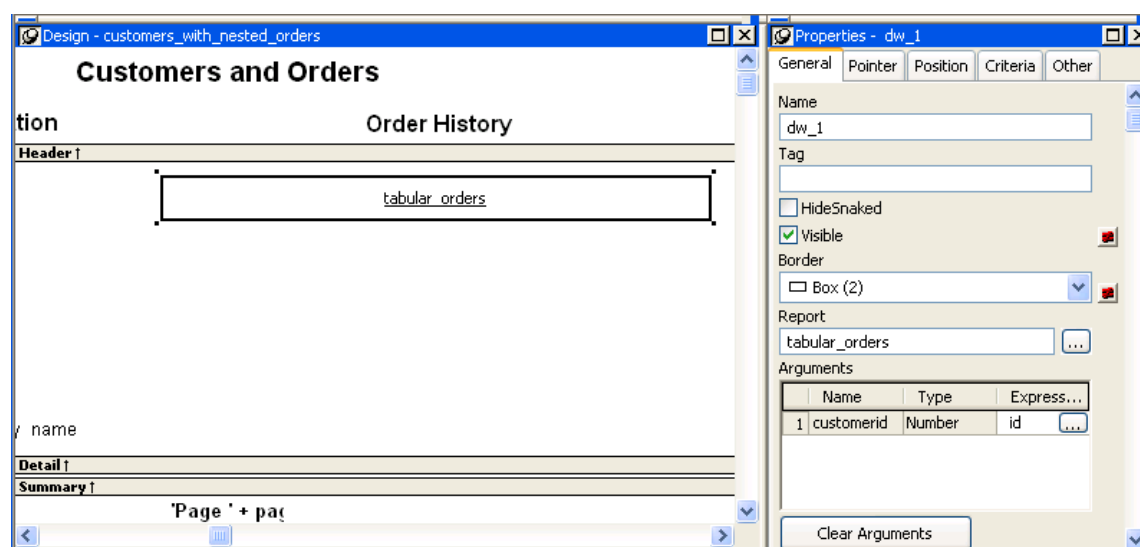 Design - customers_with_nested_orders
Customers and Orders
tion
Order History
Header ↑
tabular_orders
y_name
Detail ↑
Summary ↑
'Page ' + pag
Properties - dw_1
General Pointer Position Criteria Other
Name
dw_1
Tag
HideSnaked
Visible
Border
Box (2)
Report
tabular_orders
...
Arguments
Name Type Express...
1 customerid Number id ...
Clear Arguments